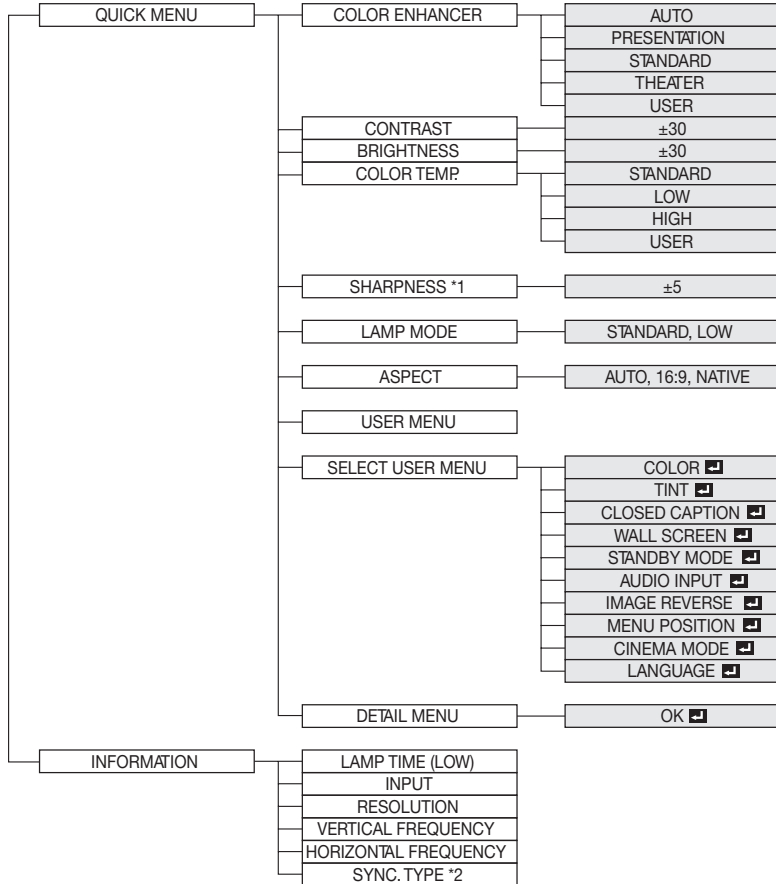 QUICK MENU
COLOR ENHANCER
AUTO
PRESENTATION
STANDARD
THEATER
USER
CONTRAST
±30
BRIGHTNESS
±30
COLOR TEMP.
STANDARD
LOW
HIGH
USER
SHARPNESS *1
±5
LAMP MODE
STANDARD, LOW
ASPECT
AUTO, 16:9, NATIVE
USER MENU
SELECT USER MENU
COLOR ↵
TINT ↵
CLOSED CAPTION ↵
WALL SCREEN ↵
STANDBY MODE ↵
AUDIO INPUT ↵
IMAGE REVERSE ↵
MENU POSITION ↵
CINEMA MODE ↵
LANGUAGE ↵
DETAIL MENU
OK ↵
INFORMATION
LAMP TIME (LOW)
INPUT
RESOLUTION
VERTICAL FREQUENCY
HORIZONTAL FREQUENCY
SYNC. TYPE *2